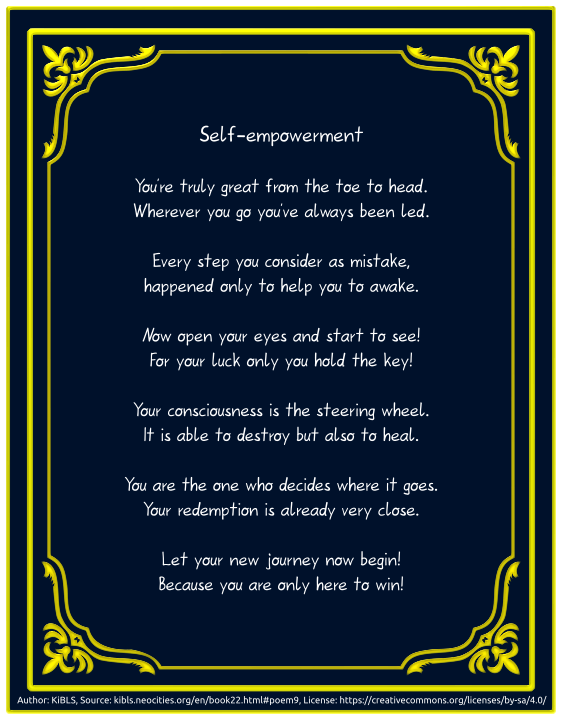 Self-empowerment
You're truly great from the toe to head.
Wherever you go you've always been led.
Every step you consider as mistake,
happened only to help you to awake.
Now open your eyes and start to see!
For your luck only you hold the key!
Your consciousness is the steering wheel.
It is able to destroy but also to heal.
You are the one who decides where it goes.
Your redemption is already very close.
Let your new journey now begin!
Because you are only here to win!
Author: KiBLS, Source: kibls.neocities.org/en/book22.html#poem9, License: https://creativecommons.org/licenses/by-sa/4.0/